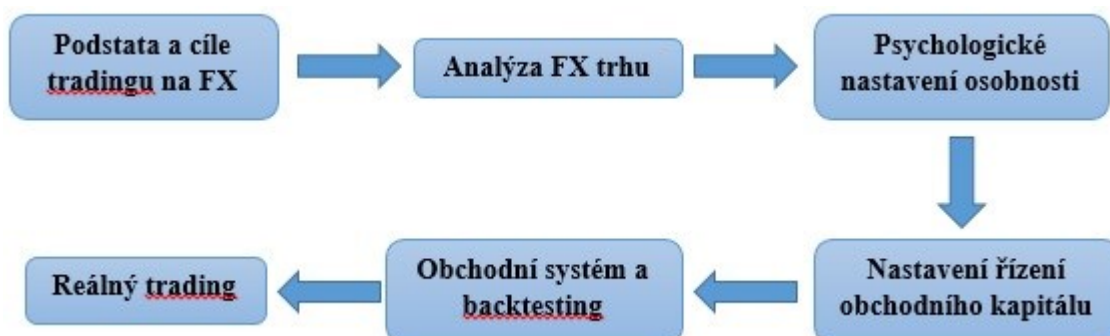 Podstata a cíle
tradingu na FX
Analýza FX trhu
Psychologické
nastavení osobnosti
Nastavení řízení
obchodního kapitálu
Obchodní systém a
backtesting
Reálný trading